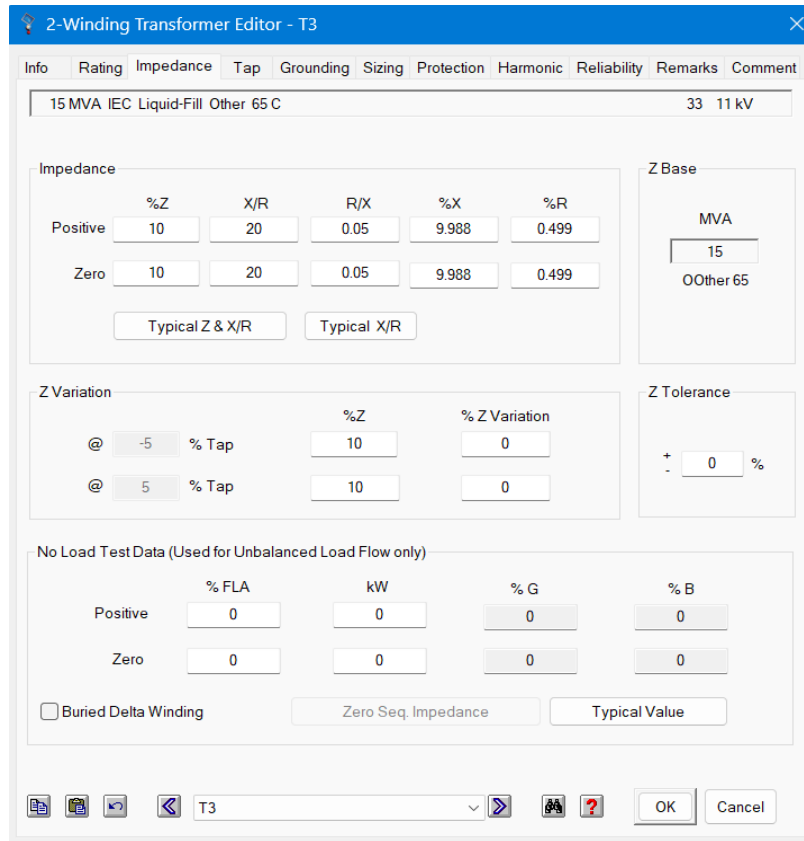 2-Winding Transformer Editor - T3
Info Rating Impedance Tap Grounding Sizing Protection Harmonic Reliability Remarks Comment
15 MVA IEC Liquid-Fill Other 65 C 33 11 kV
Impedance
%Z X/R R/X %X %R
Positive 10 20 0.05 9.988 0.499
Zero 10 20 0.05 9.988 0.499
Typical Z & X/R Typical X/R
Z Base
MVA
15
OOther 65
Z Variation
%Z % Z Variation
@ -5 % Tap 10 0
@ 5 % Tap 10 0
Z Tolerance
+
- 0 %
No Load Test Data (Used for Unbalanced Load Flow only)
% FLA kW % G % B
Positive 0 0 0 0
Zero 0 0 0 0
Buried Delta Winding Zero Seq. Impedance Typical Value
T3 ? OK Cancel